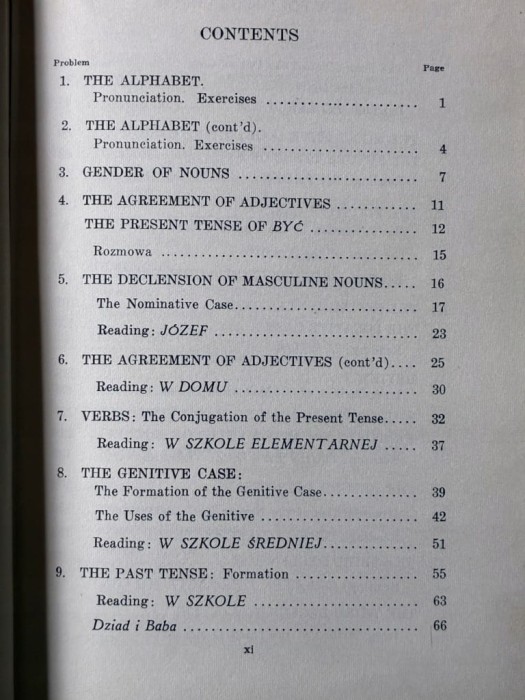 CONTENTS
Problem Page
1. THE ALPHABET.
Pronunciation. Exercises ........................ 1
2. THE ALPHABET (cont'd).
Pronunciation. Exercises ........................ 4
3. GENDER OF NOUNS ................................ 7
4. THE AGREEMENT OF ADJECTIVES ............ 11
THE PRESENT TENSE OF BYĆ ................ 12
Rozmowa ........................................ 15
5. THE DECLENSION OF MASCULINE NOUNS..... 16
The Nominative Case........................... 17
Reading: JÓZEF ................................ 23
6. THE AGREEMENT OF ADJECTIVES (cont'd).... 25
Reading: W DOMU ............................ 30
7. VERBS: The Conjugation of the Present Tense..... 32
Reading: W SZKOLE ELEMENTARNEJ ..... 37
8. THE GENITIVE CASE:
The Formation of the Genitive Case.............. 39
The Uses of the Genitive ........................ 42
Reading: W SZKOLE ŚREDNIEJ.............. 51
9. THE PAST TENSE: Formation .................. 55
Reading: W SZKOLE ......................... 63
Dziad i Baba .................................... 66
xi